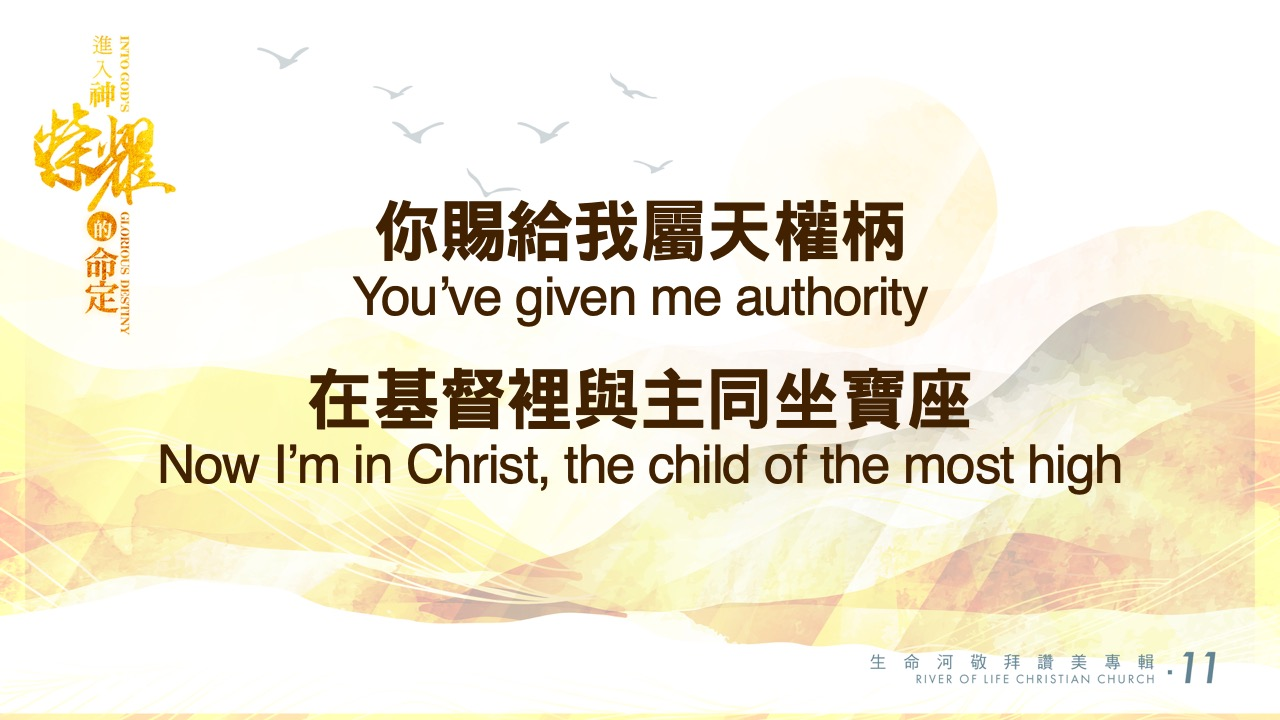 進入神
榮耀
的
命定
INTO GOD'S
GLORIOUS DESTINY
你賜給我屬天權柄
You've given me authority
在基督裡與主同坐寶座
Now I'm in Christ, the child of the most high
生命河敬拜讚美專輯
RIVER OF LIFE CHRISTIAN CHURCH
·11